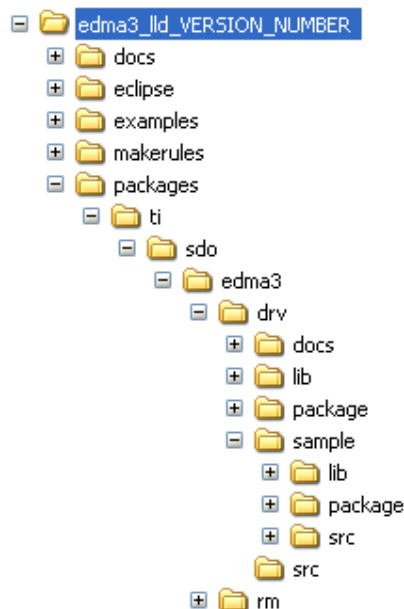 edma3_lld_VERSION_NUMBER
docs
eclipse
examples
makerules
packages
ti
sdo
edma3
drv
docs
lib
package
sample
lib
package
src
src
rm